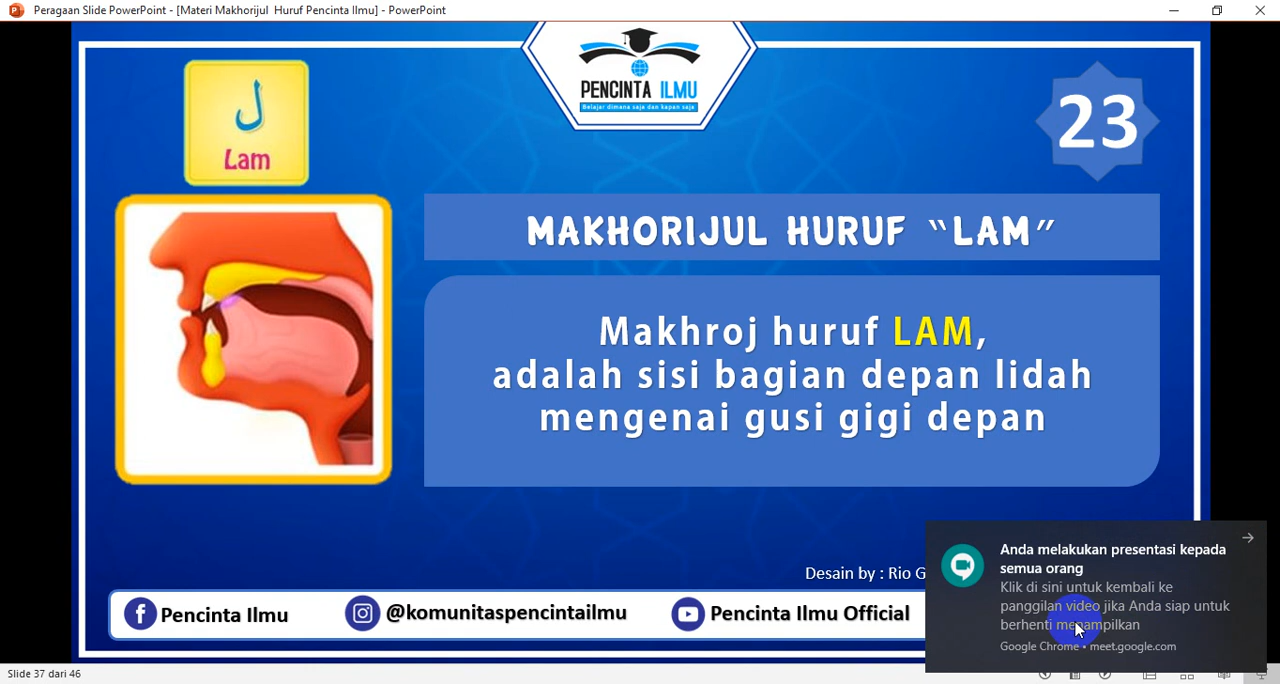 Peragaan Slide PowerPoint - [Materi Makhorijul  Huruf Pencinta Ilmu] - PowerPoint
PENCINTA ILMU
Belajar dimana saja dan kapan saja
ل
Lam
23
MAKHORIJUL HURUF “LAM”
Makhroj huruf LAM,
adalah sisi bagian depan lidah
mengenai gusi gigi depan
Desain by : Rio G
Pencinta Ilmu
@komunitaspencintailmu
Pencinta Ilmu Official
Anda melakukan presentasi kepada
semua orang
Klik di sini untuk kembali ke
panggilan video jika Anda siap untuk
berhenti menampilkan
Google Chrome • meet.google.com
Slide 37 dari 46